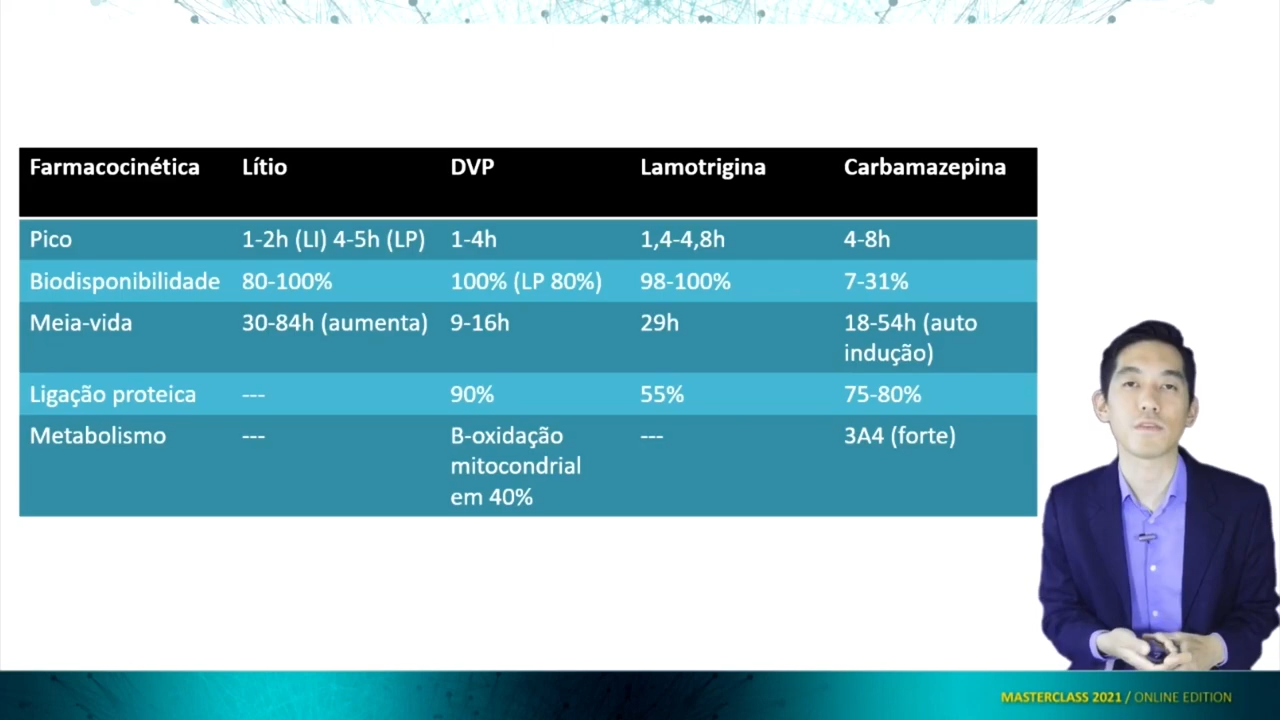 Farmacocinética Lítio DVP Lamotrigina Carbamazepina
Pico 1-2h (LI) 4-5h (LP) 1-4h 1,4-4,8h 4-8h
Biodisponibilidade 80-100% 100% (LP 80%) 98-100% 7-31%
Meia-vida 30-84h (aumenta) 9-16h 29h 18-54h (auto
indução)
Ligação proteica --- 90% 55% 75-80%
Metabolismo --- B-oxidação --- 3A4 (forte)
mitocondrial
em 40%
MASTERCLASS 2021 / ONLINE EDITION